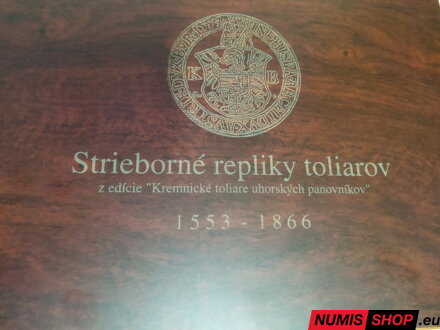 K B
Strieborné repliky toliarov
z edície "Kremnické toliare uhorských panovníkov"
1553 - 1866
NUMIS SHOP.eu